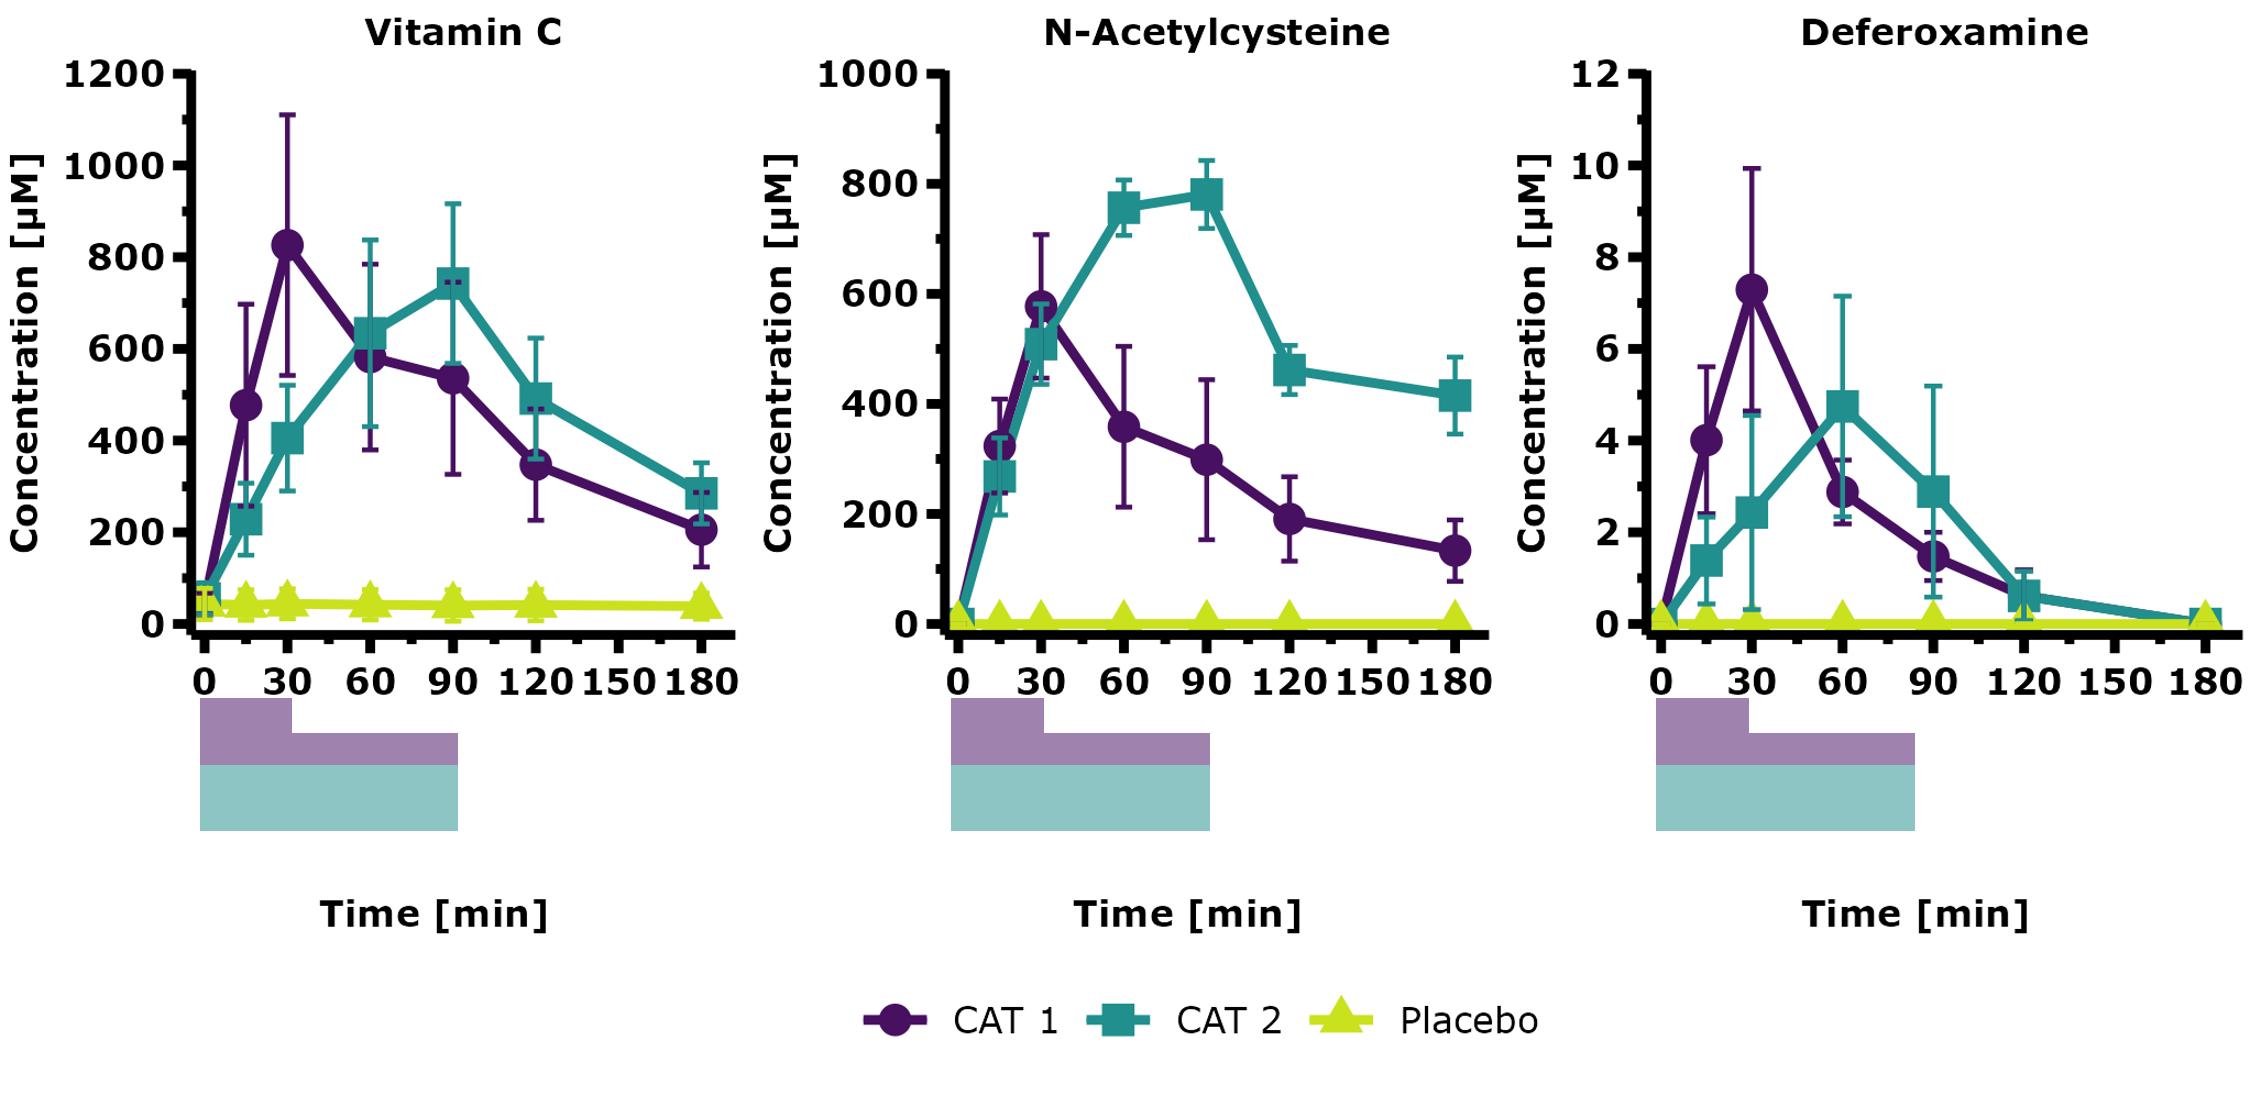 Vitamin C
Concentration [µM]
1200
1000
800
600
400
200
0
0 30 60 90 120 150 180
Time [min]
N-Acetylcysteine
Concentration [µM]
1000
800
600
400
200
0
0 30 60 90 120 150 180
Time [min]
Deferoxamine
Concentration [µM]
12
10
8
6
4
2
0
0 30 60 90 120 150 180
Time [min]
CAT 1 CAT 2 Placebo